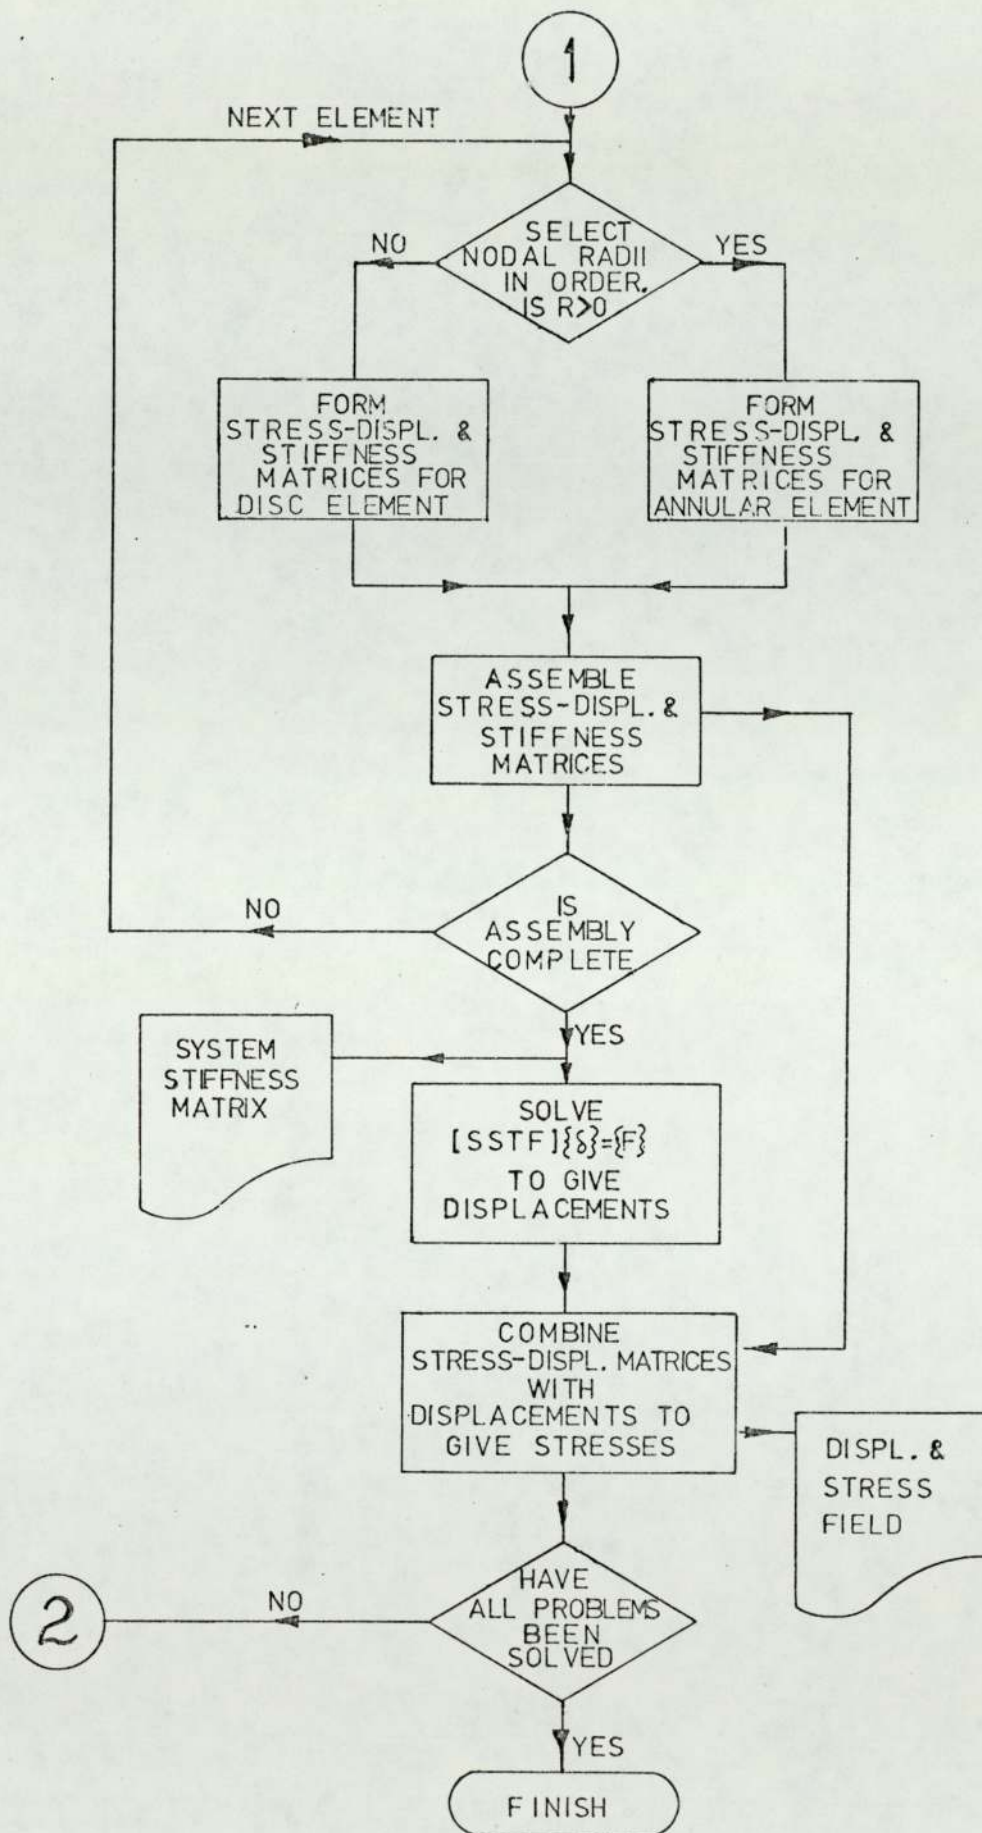 1
NEXT ELEMENT
SELECT
NODAL RADII
IN ORDER.
IS R>0
NO
YES
FORM
STRESS-DISPL. &
STIFFNESS
MATRICES FOR
DISC ELEMENT
FORM
STRESS-DISPL. &
STIFFNESS
MATRICES FOR
ANNULAR ELEMENT
ASSEMBLE
STRESS-DISPL. &
STIFFNESS
MATRICES
NO
IS
ASSEMBLY
COMPLETE
YES
SYSTEM
STIFFNESS
MATRIX
SOLVE
[SSTF]{δ}={F}
TO GIVE
DISPLACEMENTS
COMBINE
STRESS-DISPL. MATRICES
WITH
DISPLACEMENTS TO
GIVE STRESSES
DISPL. &
STRESS
FIELD
2
NO
HAVE
ALL PROBLEMS
BEEN
SOLVED
YES
FINISH